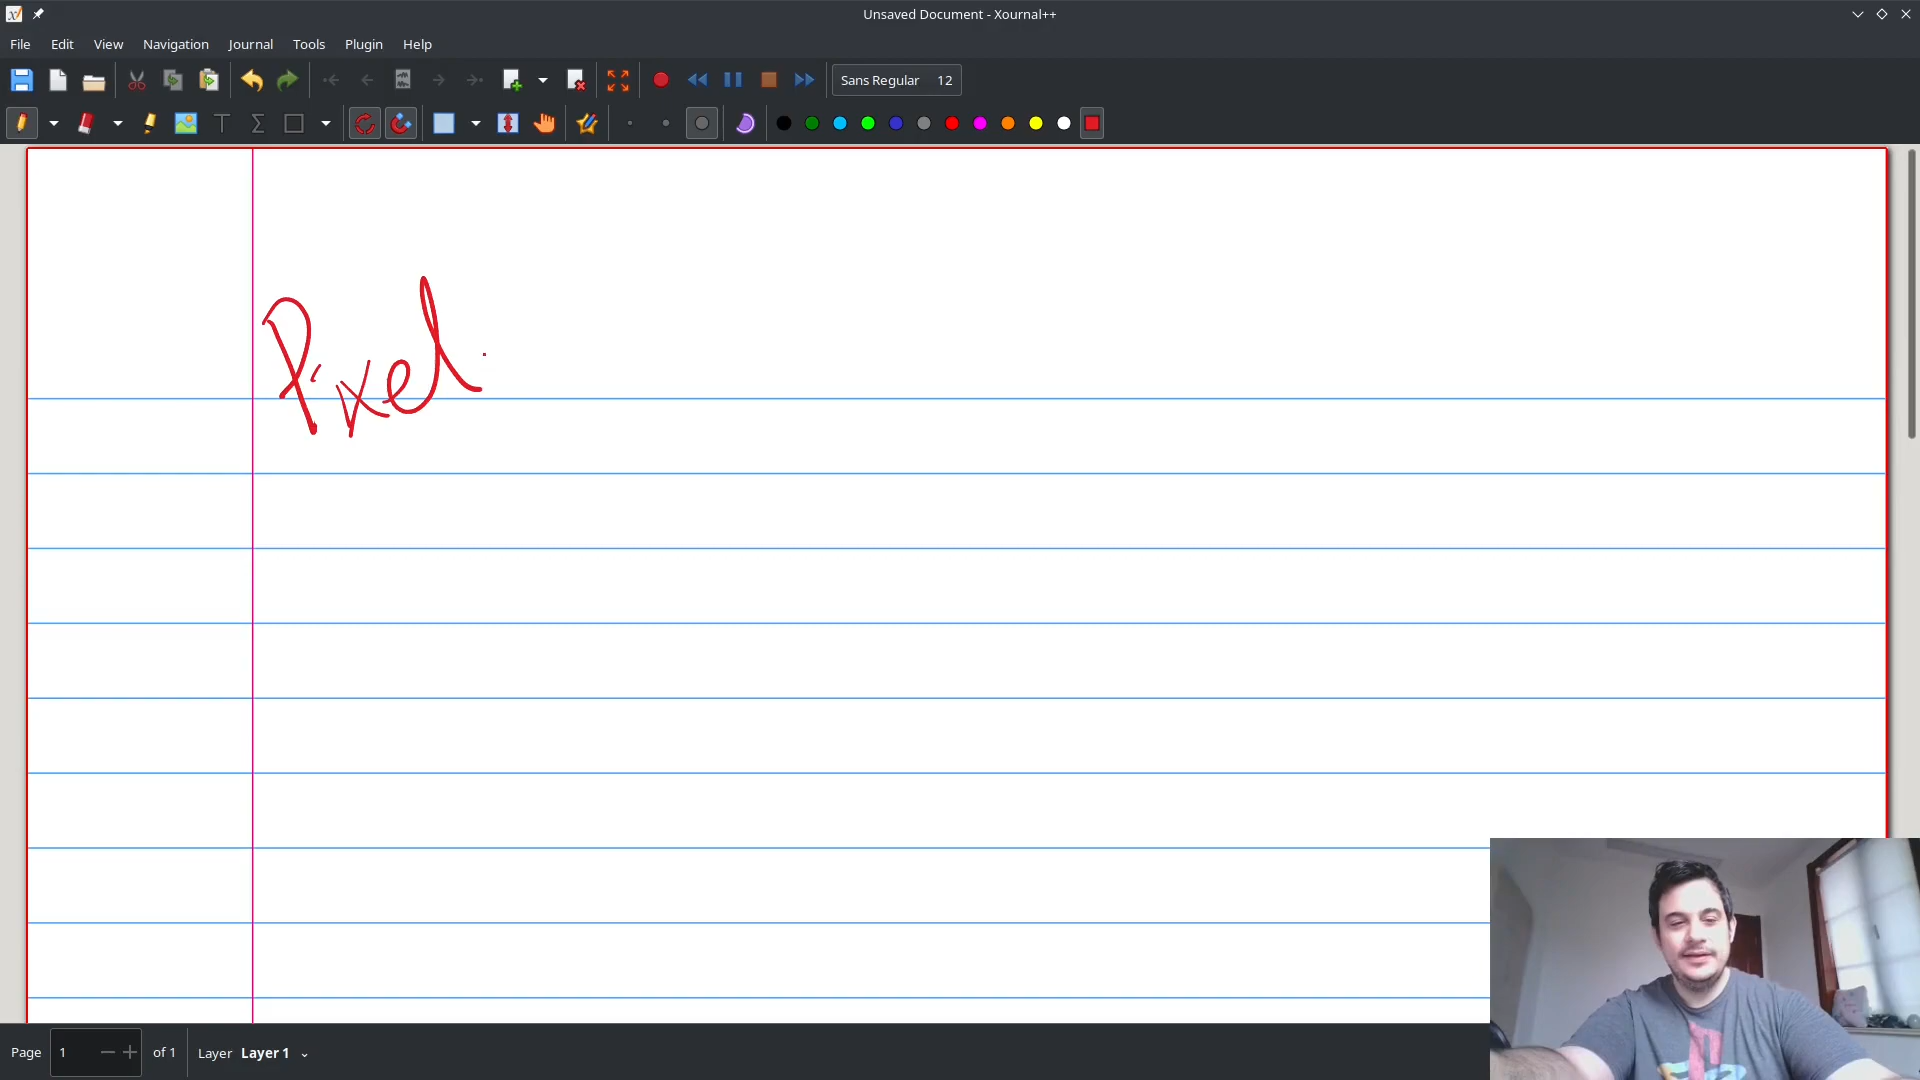 Unsaved Document - Xournal++
File Edit View Navigation Journal Tools Plugin Help
Sans Regular 12
Pixel
Page 1 of 1 Layer Layer 1